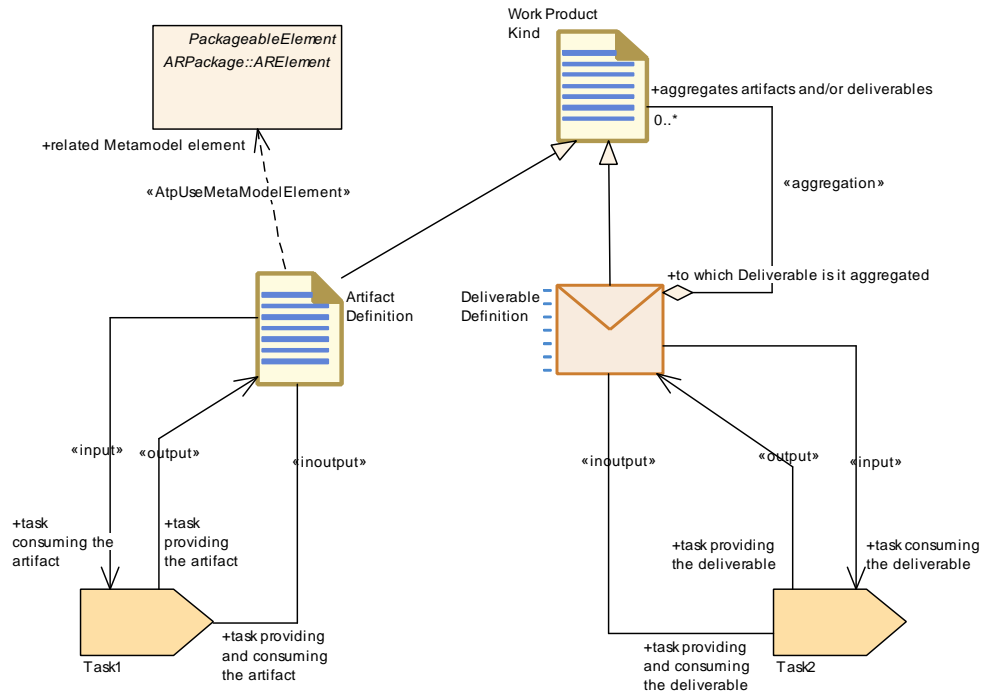 Work Product
Kind
PackageableElement
ARPackage::ARElement
+aggregates artifacts and/or deliverables
0..*
+related Metamodel element
«AtpUseMetaModelElement»
«aggregation»
+to which Deliverable is it aggregated
Artifact
Definition
Deliverable
Definition
«input»
«output»
«inoutput»
«inoutput»
«output»
«input»
+task
consuming the
artifact
+task
providing
the artifact
+task providing
the deliverable
+task consuming
the deliverable
+task providing
and consuming
the artifact
+task providing
and consuming
the deliverable
Task1
Task2